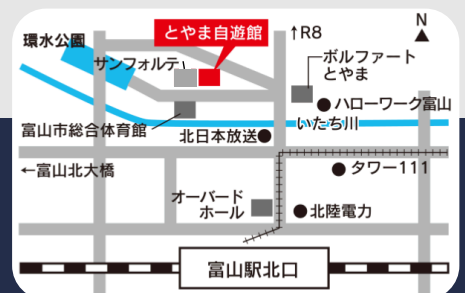 とやま自遊館
N
環水公園
↑R8
サンフォルテ
ボルファート
とやま
ハローワーク富山
富山市総合体育館
いたち川
北日本放送
←富山北大橋
タワー111
オーバード
ホール
北陸電力
富山駅北口